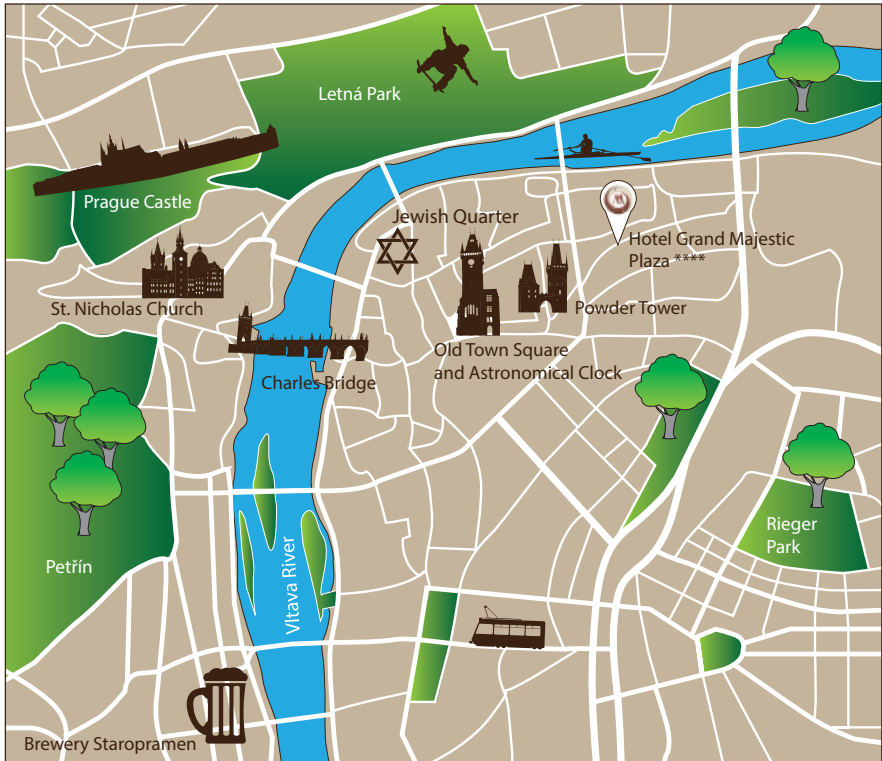 Letná Park
Prague Castle
Jewish Quarter
Hotel Grand Majestic
Plaza ****
St. Nicholas Church
Powder Tower
Old Town Square
and Astronomical Clock
Charles Bridge
Rieger
Park
Petřín
Vltava River
Brewery Staropramen